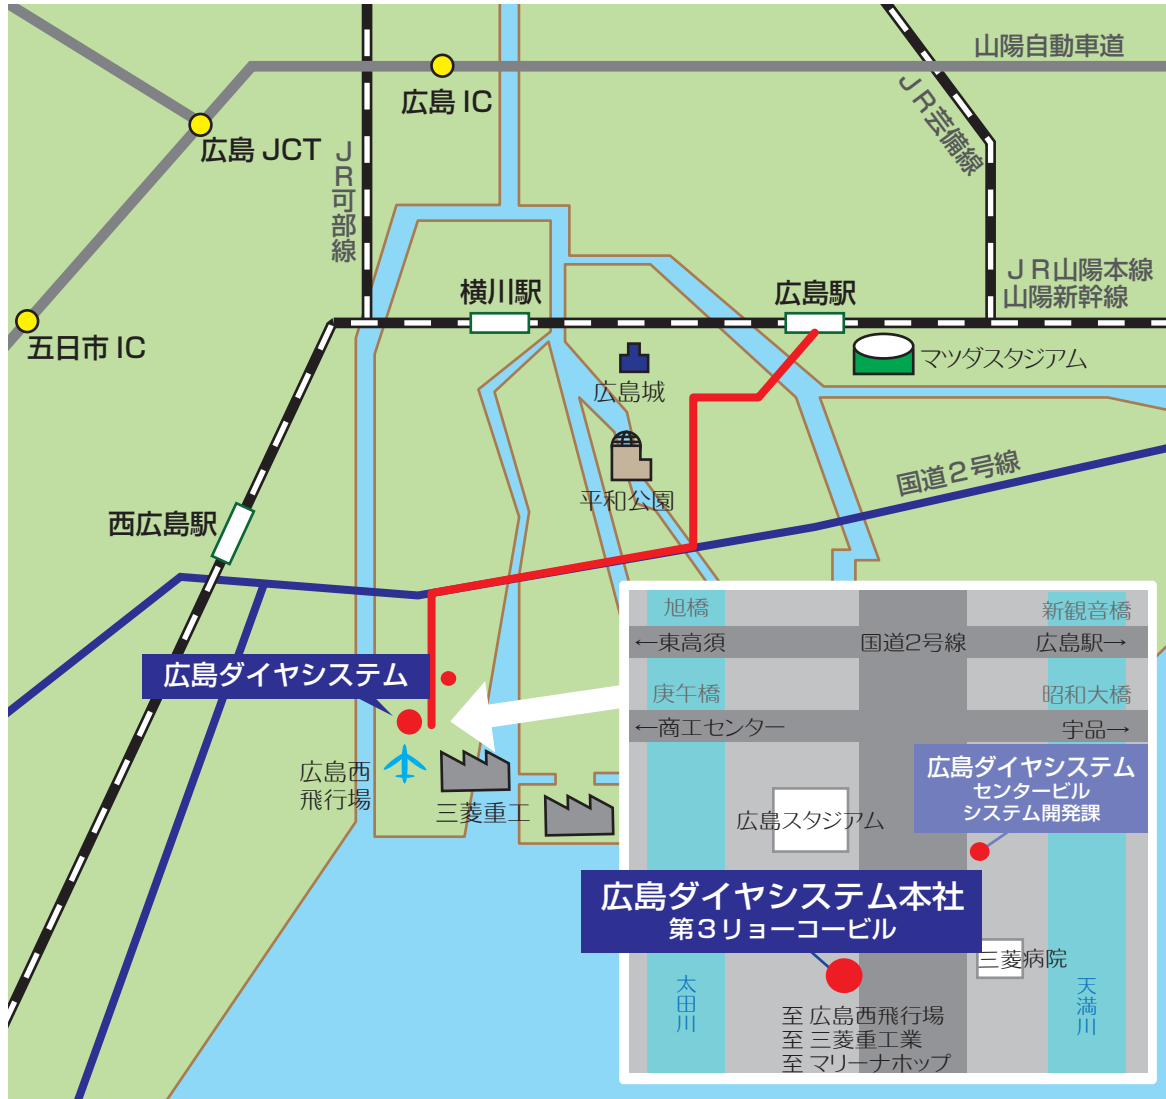 山陽自動車道
広島 IC
広島 JCT
ＪＲ可部線
ＪＲ芸備線
ＪＲ山陽本線
山陽新幹線
横川駅
広島駅
五日市 IC
マツダスタジアム
広島城
国道２号線
平和公園
西広島駅
広島ダイヤシステム
広島西
飛行場
三菱重工
旭橋
新観音橋
←東高須
国道2号線
広島駅→
庚午橋
昭和大橋
←商工センター
宇品→
広島ダイヤシステム
センタービル
システム開発課
広島スタジアム
広島ダイヤシステム本社
第３リョーコービル
三菱病院
太田川
天満川
至 広島西飛行場
至 三菱重工業
至 マリーナホップ